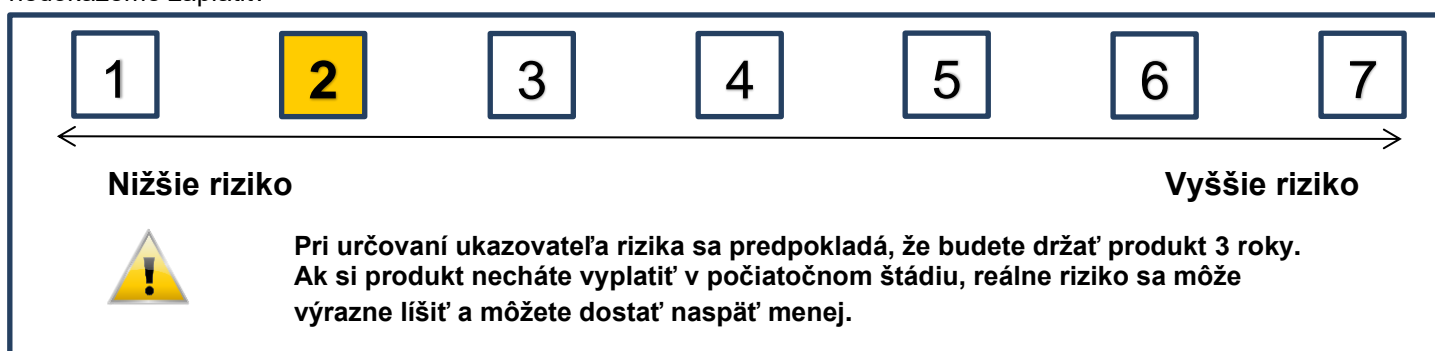 1 2 3 4 5 6 7
Nižšie riziko Vyššie riziko
Pri určovaní ukazovateľa rizika sa predpokladá, že budete držať produkt 3 roky.
Ak si produkt necháte vyplatiť v počiatočnom štádiu, reálne riziko sa môže
výrazne líšiť a môžete dostať naspäť menej.